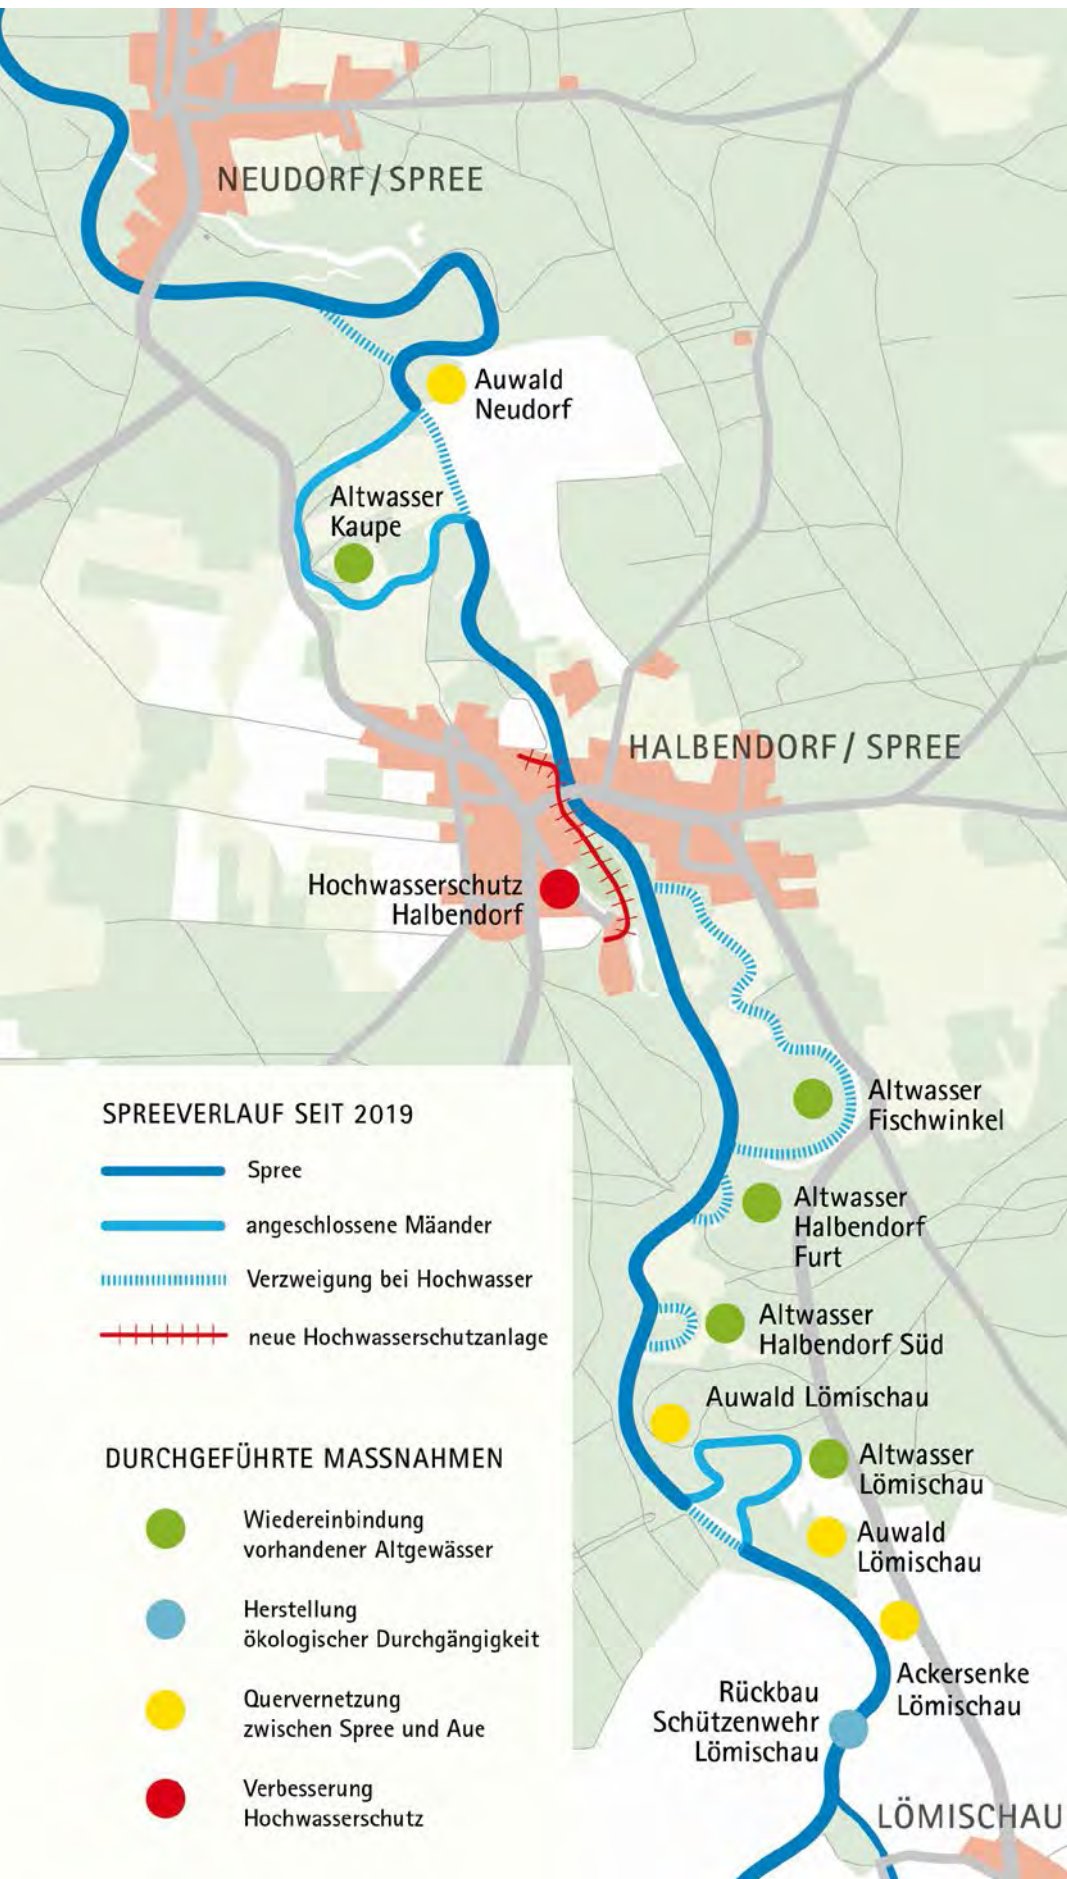 NEUDORF / SPREE
Auwald
Neudorf
Altwasser
Kaupe
HALBENDORF / SPREE
Hochwasserschutz
Halbendorf
Altwasser
Fischwinkel
Altwasser
Halbendorf
Furt
Altwasser
Halbendorf Süd
Auwald Lömischau
Altwasser
Lömischau
Auwald
Lömischau
Ackersenke
Lömischau
Rückbau
Schützenwehr
Lömischau
LÖMISCHAU
SPREEVERLAUF SEIT 2019
Spree
angeschlossene Mäander
Verzweigung bei Hochwasser
neue Hochwasserschutzanlage
DURCHGEFÜHRTE MASSNAHMEN
Wiedereinbindung
vorhandener Altgewässer
Herstellung
ökologischer Durchgängigkeit
Quervernetzung
zwischen Spree und Aue
Verbesserung
Hochwasserschutz